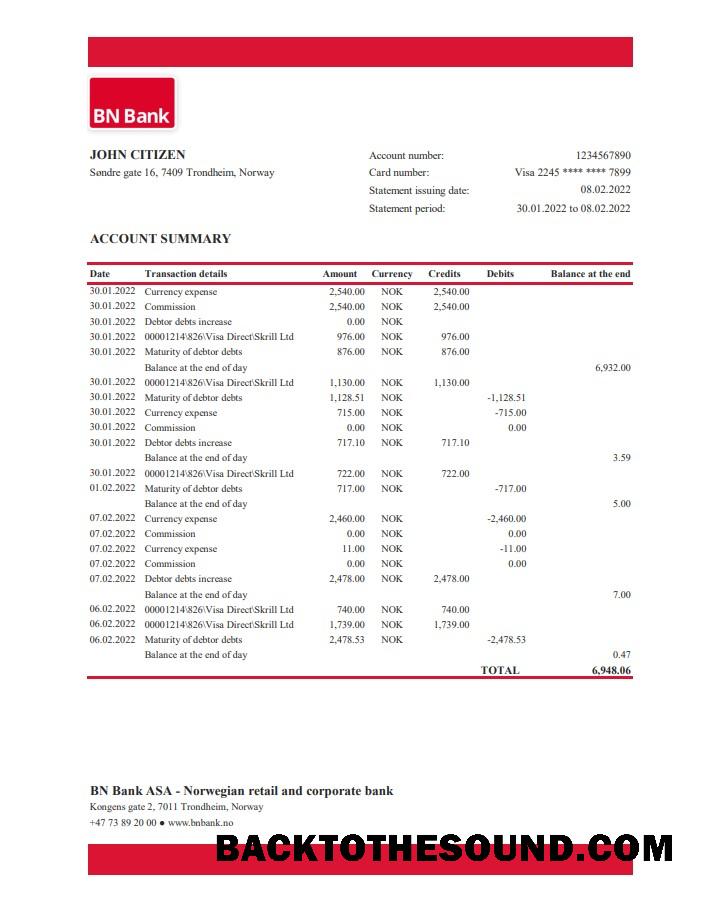 BN Bank
JOHN CITIZEN
Søndre gate 16, 7409 Trondheim, Norway
Account number: 1234567890
Card number: Visa 2245 **** **** 7899
Statement issuing date: 08.02.2022
Statement period: 30.01.2022 to 08.02.2022
ACCOUNT SUMMARY
Date Transaction details Amount Currency Credits Debits Balance at the end
30.01.2022 Currency expense 2,540.00 NOK 2,540.00
30.01.2022 Commission 2,540.00 NOK 2,540.00
30.01.2022 Debtor debts increase 0.00 NOK
30.01.2022 00001214\826\Visa Direct\Skrill Ltd 976.00 NOK 976.00
30.01.2022 Maturity of debtor debts 876.00 NOK 876.00
Balance at the end of day 6,932.00
30.01.2022 00001214\826\Visa Direct\Skrill Ltd 1,130.00 NOK 1,130.00
30.01.2022 Maturity of debtor debts 1,128.51 NOK -1,128.51
30.01.2022 Currency expense 715.00 NOK -715.00
30.01.2022 Commission 0.00 NOK 0.00
30.01.2022 Debtor debts increase 717.10 NOK 717.10
Balance at the end of day 3.59
30.01.2022 00001214\826\Visa Direct\Skrill Ltd 722.00 NOK 722.00
01.02.2022 Maturity of debtor debts 717.00 NOK -717.00
Balance at the end of day 5.00
07.02.2022 Currency expense 2,460.00 NOK -2,460.00
07.02.2022 Commission 0.00 NOK 0.00
07.02.2022 Currency expense 11.00 NOK -11.00
07.02.2022 Commission 0.00 NOK 0.00
07.02.2022 Debtor debts increase 2,478.00 NOK 2,478.00
Balance at the end of day 7.00
06.02.2022 00001214\826\Visa Direct\Skrill Ltd 740.00 NOK 740.00
06.02.2022 00001214\826\Visa Direct\Skrill Ltd 1,739.00 NOK 1,739.00
06.02.2022 Maturity of debtor debts 2,478.53 NOK -2,478.53
Balance at the end of day 0.47
TOTAL 6,948.06
BN Bank ASA - Norwegian retail and corporate bank
Kongens gate 2, 7011 Trondheim, Norway
+47 73 89 20 00 ● www.bnbank.no
BACKTOTHESOUND.COM